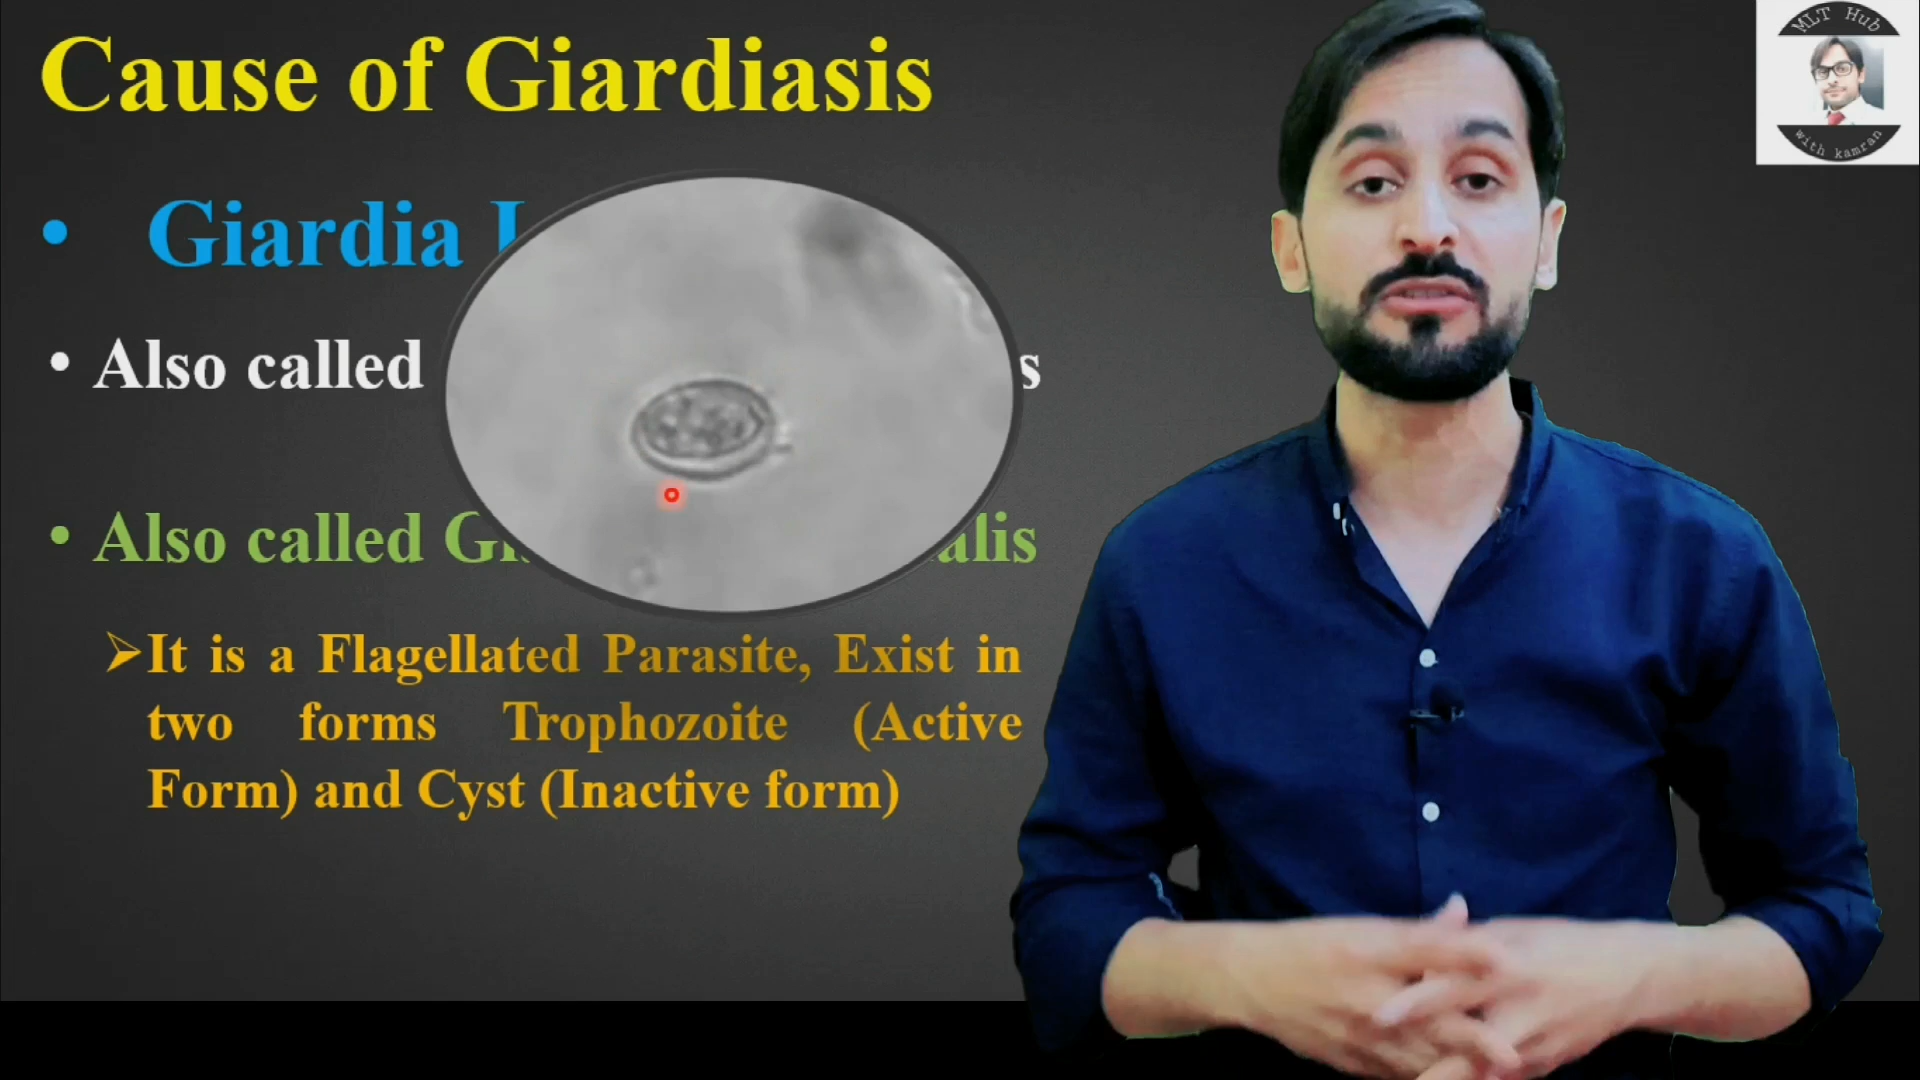 Cause of Giardiasis
MLT Hub
with kamran
• Giardia
• Also called
• Also called
➢It is a Flagellated Parasite, Exist in
two forms Trophozoite (Active
Form) and Cyst (Inactive form)